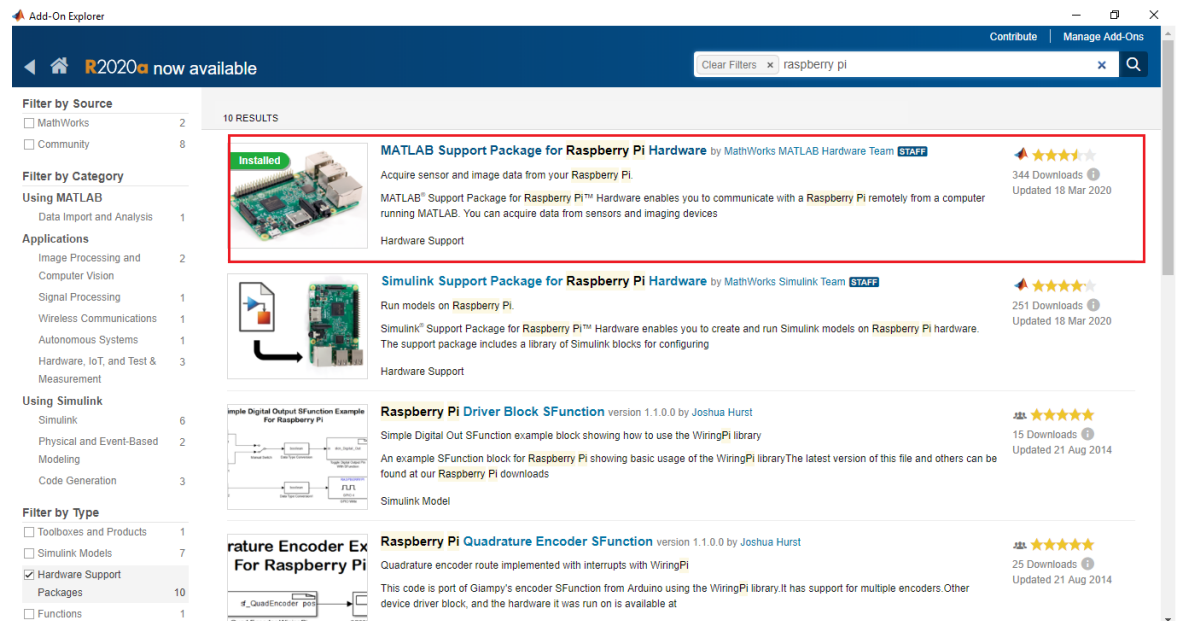 Add-On Explorer
Contribute
Manage Add-Ons
R2020a now available
Clear Filters x raspberry pi
Filter by Source
MathWorks 2
Community 8
Filter by Category
Using MATLAB
Data Import and Analysis 1
Applications
Image Processing and 2
Computer Vision
Signal Processing 1
Wireless Communications 1
Autonomous Systems 1
Hardware, IoT, and Test & 3
Measurement
Using Simulink
Simulink 6
Physical and Event-Based 2
Modeling
Code Generation 3
Filter by Type
Toolboxes and Products 1
Simulink Models 7
Hardware Support
Packages 10
Functions 1
10 RESULTS
Installed
MATLAB Support Package for Raspberry Pi Hardware by MathWorks MATLAB Hardware Team STAFF
Acquire sensor and image data from your Raspberry Pi.
MATLAB® Support Package for Raspberry Pi™ Hardware enables you to communicate with a Raspberry Pi remotely from a computer
running MATLAB. You can acquire data from sensors and imaging devices
Hardware Support
344 Downloads
Updated 18 Mar 2020
Simulink Support Package for Raspberry Pi Hardware by MathWorks Simulink Team STAFF
Run models on Raspberry Pi.
Simulink® Support Package for Raspberry Pi™ Hardware enables you to create and run Simulink models on Raspberry Pi hardware.
The support package includes a library of Simulink blocks for configuring
Hardware Support
251 Downloads
Updated 18 Mar 2020
imple Digital Output SFunction Example
For Raspberry Pi
Raspberry Pi Driver Block SFunction version 1.1.0.0 by Joshua Hurst
Simple Digital Out SFunction example block showing how to use the WiringPi library
An example SFunction block for Raspberry Pi showing basic usage of the WiringPi libraryThe latest version of this file and others can be
found at our Raspberry Pi downloads
Simulink Model
15 Downloads
Updated 21 Aug 2014
rature Encoder Ex
For Raspberry Pi
sf_QuadEncoder pos
Raspberry Pi Quadrature Encoder SFunction version 1.1.0.0 by Joshua Hurst
Quadrature encoder route implemented with interrupts with WiringPi
This code is port of Giampy's encoder SFunction from Arduino using the WiringPi library.It has support for multiple encoders.Other
device driver block, and the hardware it was run on is available at
25 Downloads
Updated 21 Aug 2014